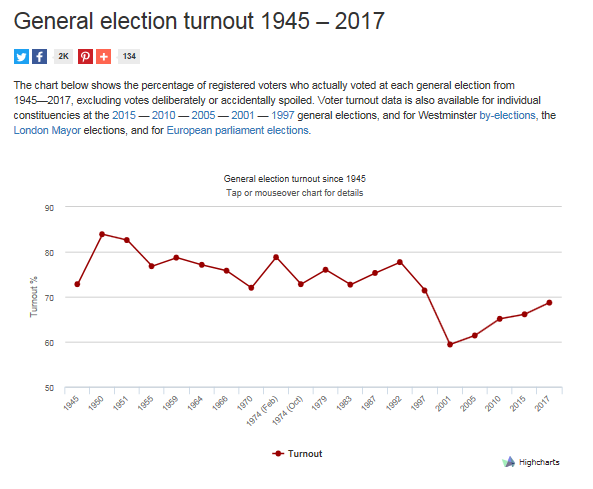 General election turnout 1945 – 2017
2K
134
The chart below shows the percentage of registered voters who actually voted at each general election from
1945—2017, excluding votes deliberately or accidentally spoiled. Voter turnout data is also available for individual
constituencies at the 2015 — 2010 — 2005 — 2001 — 1997 general elections, and for Westminster by-elections, the
London Mayor elections, and for European parliament elections.
General election turnout since 1945
Tap or mouseover chart for details
Turnout %
90
80
70
60
50
1945
1950
1951
1955
1959
1964
1966
1970
1974 (Feb)
1974 (Oct)
1979
1983
1987
1992
1997
2001
2005
2010
2015
2017
Turnout
Highcharts